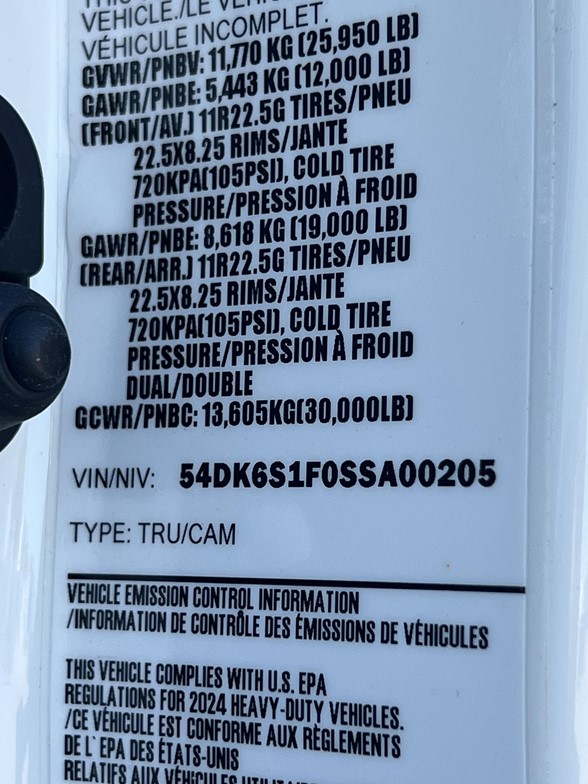 VEHICLE./LE
VÉHICULE INCOMPLET.
GVWR/PNBV: 11,770 KG (25,950 LB)
GAWR/PNBE: 5,443 KG (12,000 LB)
(FRONT/AV.) 11R22.5G TIRES/PNEU
22.5X8.25 RIMS/JANTE
720KPA(105PSI), COLD TIRE
PRESSURE/PRESSION À FROID
GAWR/PNBE: 8,618 KG (19,000 LB)
(REAR/ARR.) 11R22.5G TIRES/PNEU
22.5X8.25 RIMS/JANTE
720KPA(105PSI), COLD TIRE
PRESSURE/PRESSION À FROID
DUAL/DOUBLE
GCWR/PNBC: 13,605KG(30,000LB)
VIN/NIV: 54DK6S1F0SSA00205
TYPE: TRU/CAM
VEHICLE EMISSION CONTROL INFORMATION
/INFORMATION DE CONTRÔLE DES ÉMISSIONS DE VÉHICULES
THIS VEHICLE COMPLIES WITH U.S. EPA
REGULATIONS FOR 2024 HEAVY-DUTY VEHICLES.
/CE VÉHICULE EST CONFORME AUX RÈGLEMENTS
DE L'EPA DES ÉTATS-UNIS
RELATIFS AUX VÉHICULES